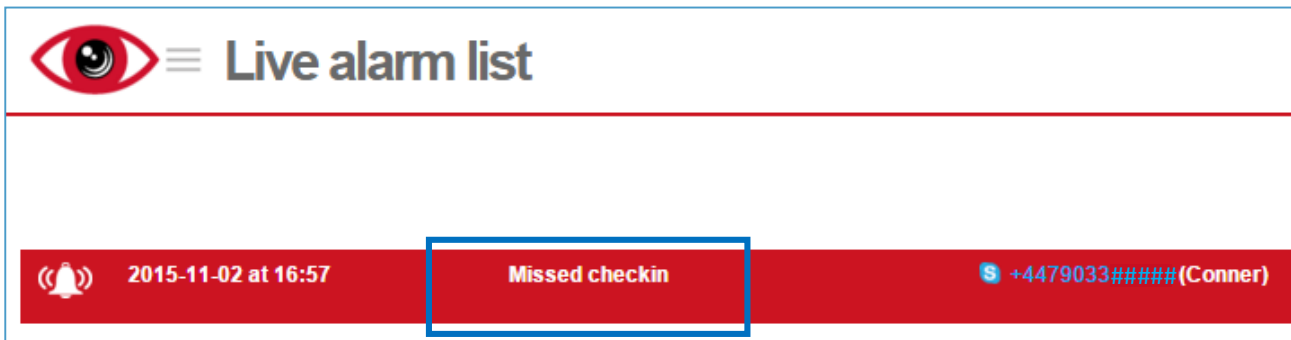 Live alarm list
2015-11-02 at 16:57 Missed checkin S +4479033#####(Conner)